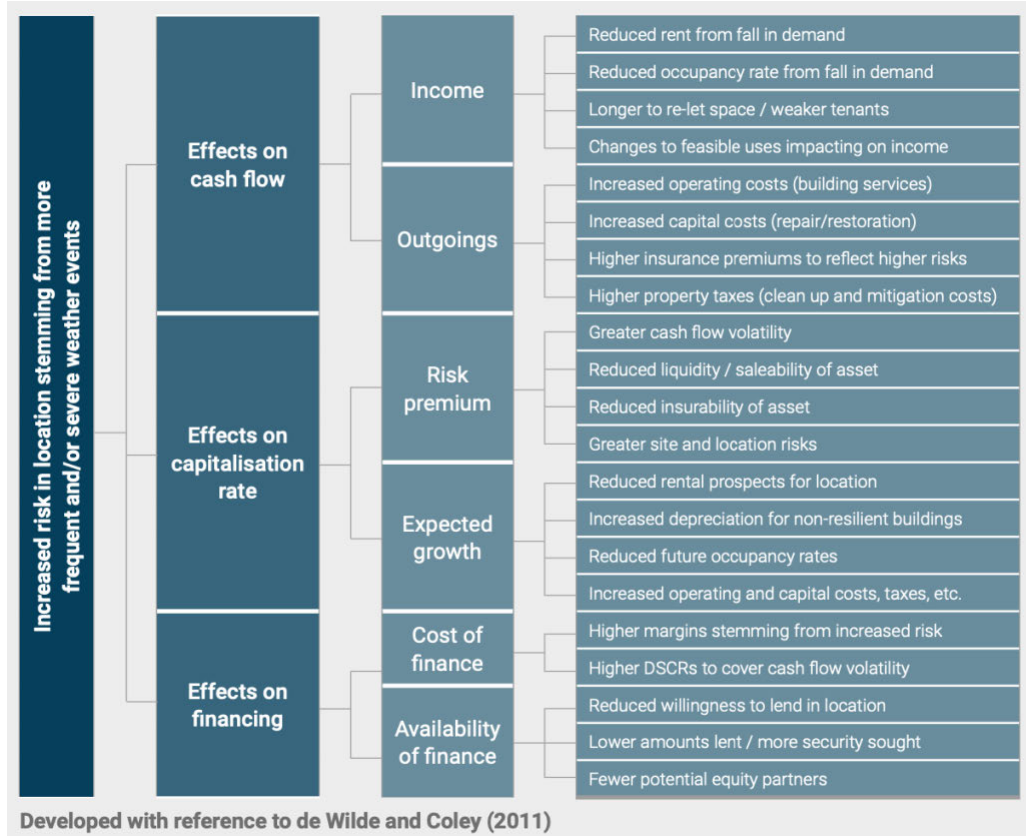 Increased risk in location stemming from more
frequent and/or severe weather events
Effects on
cash flow
Income
Reduced rent from fall in demand
Reduced occupancy rate from fall in demand
Longer to re-let space / weaker tenants
Changes to feasible uses impacting on income
Outgoings
Increased operating costs (building services)
Increased capital costs (repair/restoration)
Higher insurance premiums to reflect higher risks
Higher property taxes (clean up and mitigation costs)
Effects on
capitalisation
rate
Risk
premium
Greater cash flow volatility
Reduced liquidity / saleability of asset
Reduced insurability of asset
Greater site and location risks
Expected
growth
Reduced rental prospects for location
Increased depreciation for non-resilient buildings
Reduced future occupancy rates
Increased operating and capital costs, taxes, etc.
Effects on
financing
Cost of
finance
Higher margins stemming from increased risk
Higher DSCRs to cover cash flow volatility
Availability
of finance
Reduced willingness to lend in location
Lower amounts lent / more security sought
Fewer potential equity partners
Developed with reference to de Wilde and Coley (2011)